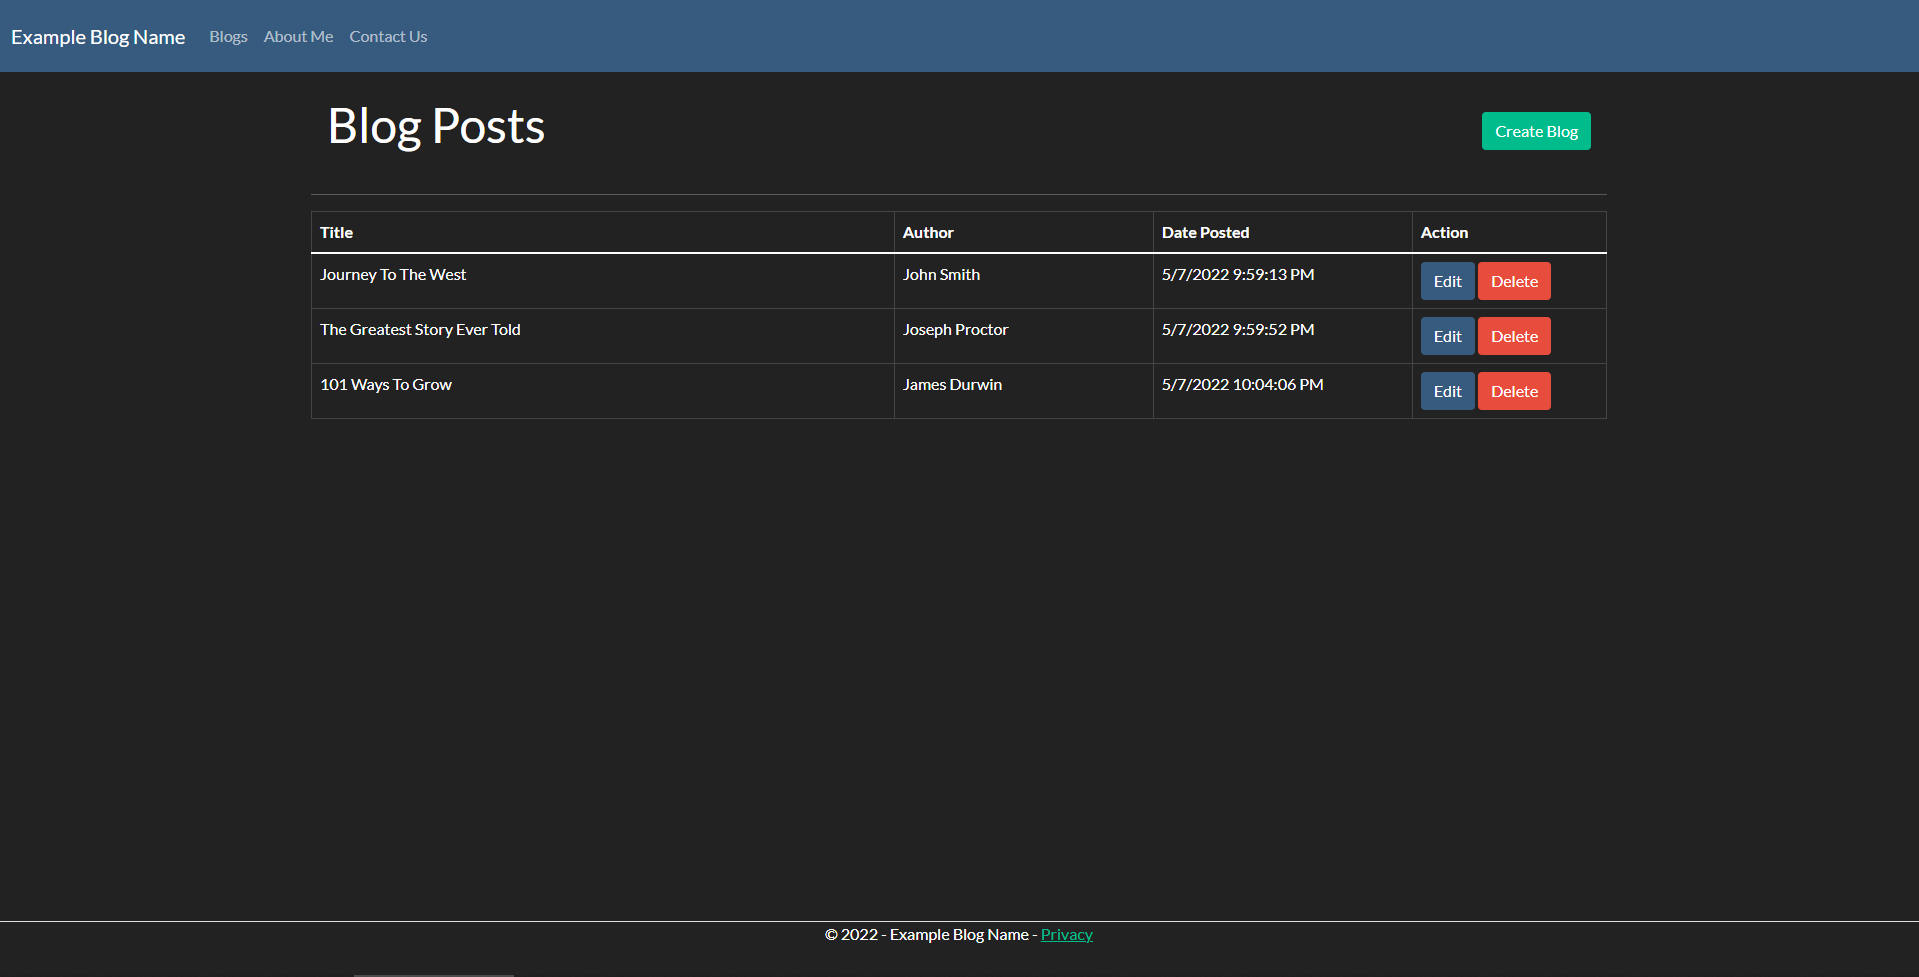 Example Blog Name Blogs About Me Contact Us
Blog Posts
Create Blog
Title Author Date Posted Action
Journey To The West John Smith 5/7/2022 9:59:13 PM Edit Delete
The Greatest Story Ever Told Joseph Proctor 5/7/2022 9:59:52 PM Edit Delete
101 Ways To Grow James Durwin 5/7/2022 10:04:06 PM Edit Delete
© 2022 - Example Blog Name - Privacy